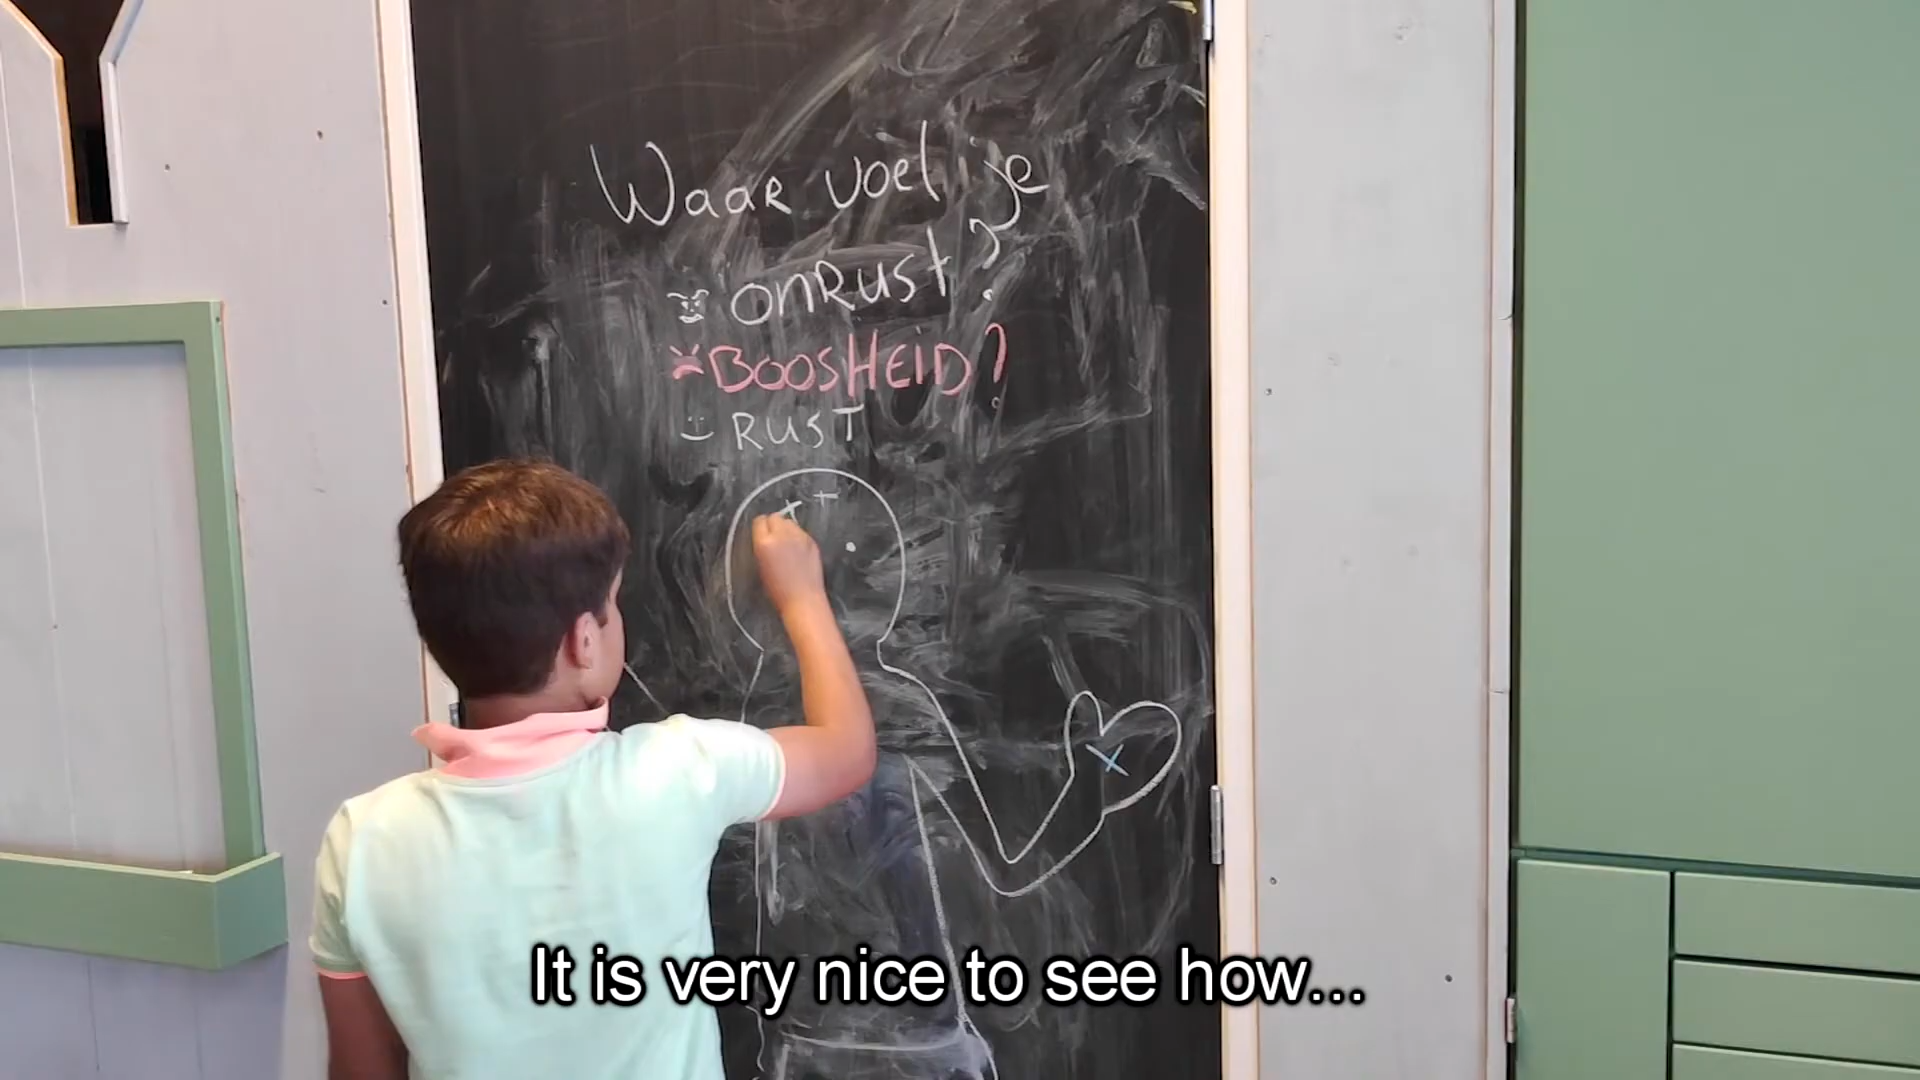 Waar voel je
onRust?
BOOSHEID?
RUST
It is very nice to see how...